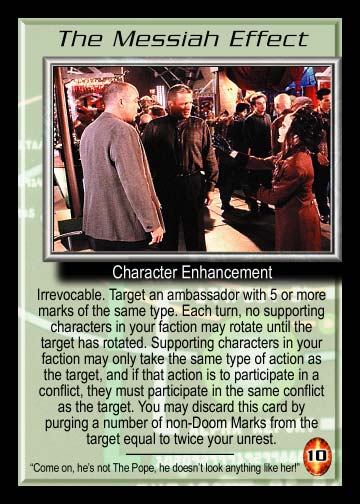 The Messiah Effect
Character Enhancement
Irrevocable. Target an ambassador with 5 or more
marks of the same type. Each turn, no supporting
characters in your faction may rotate until the
target has rotated. Supporting characters in your
faction may only take the same type of action as
the target, and if that action is to participate in a
conflict, they must participate in the same conflict
as the target. You may discard this card by
purging a number of non-Doom Marks from the
target equal to twice your unrest.
10
“Come on, he's not The Pope, he doesn't look anything like her!”